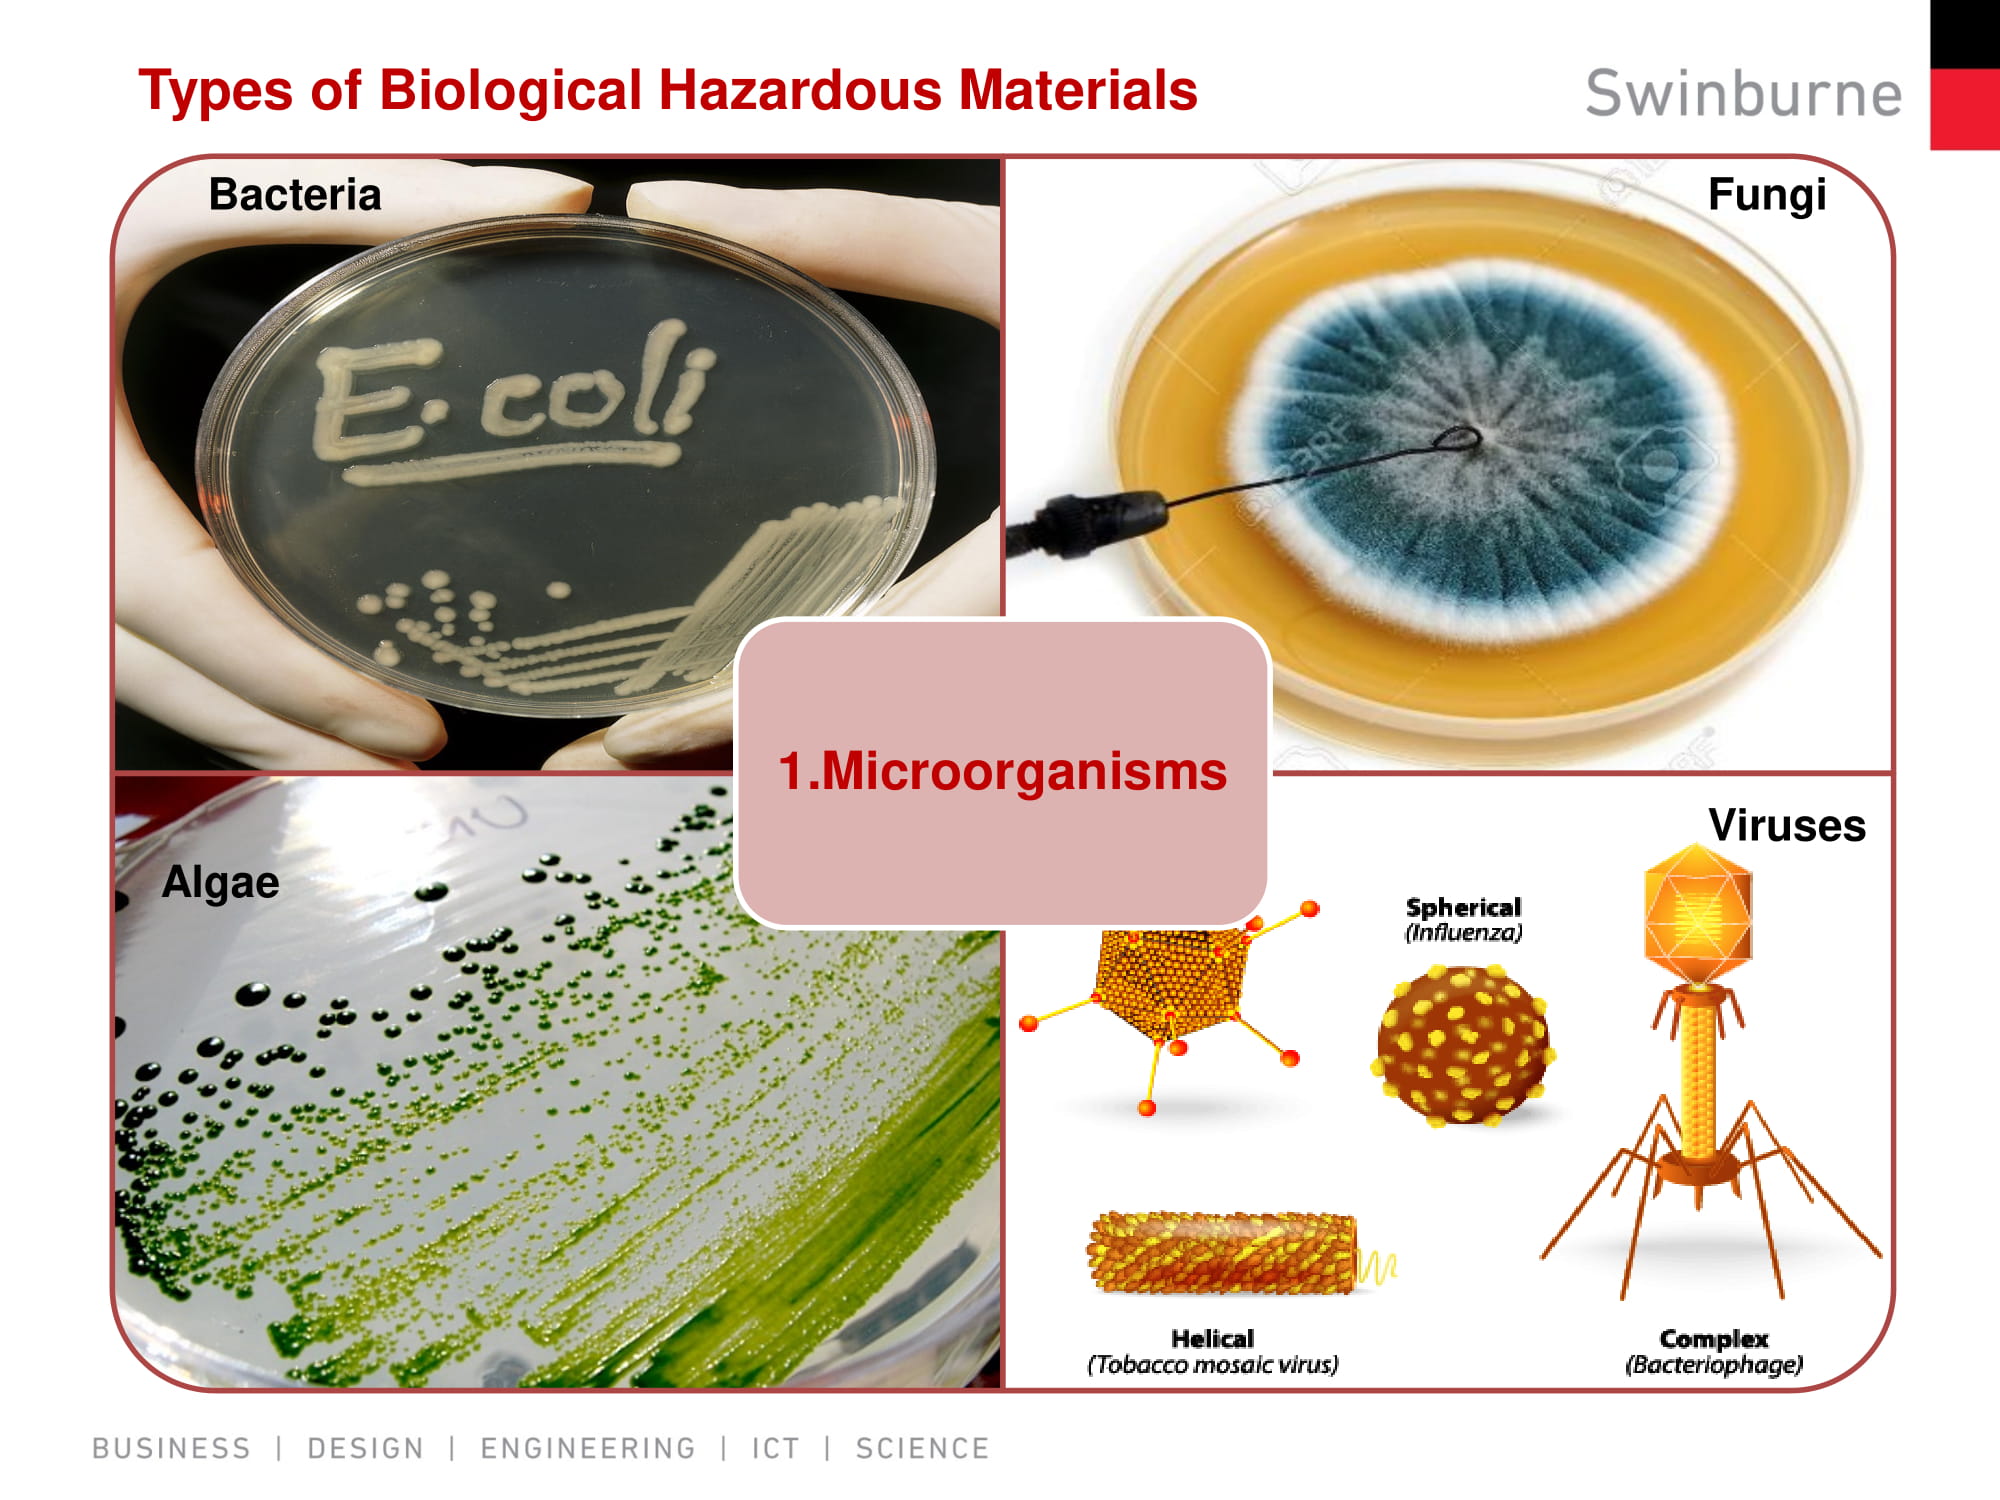 Types of Biological Hazardous Materials
Swinburne
Bacteria
Fungi
E. coli
1.Microorganisms
Algae
Viruses
Spherical
(Influenza)
Helical
(Tobacco mosaic virus)
Complex
(Bacteriophage)
BUSINESS | DESIGN | ENGINEERING | ICT | SCIENCE